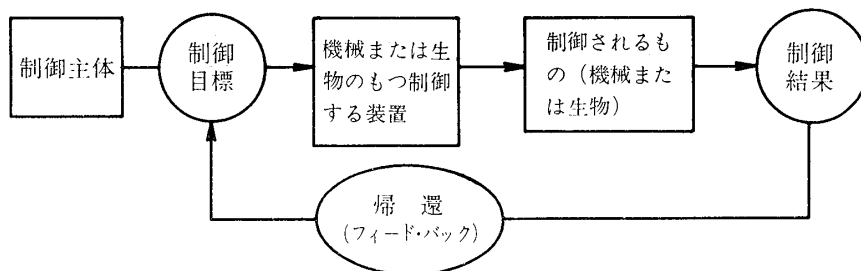 制御主体
制御
目標
機械または生
物のもつ制御
する装置
制御されるも
の（機械また
は生物）
制御
結果
帰還
(フィード・バック)